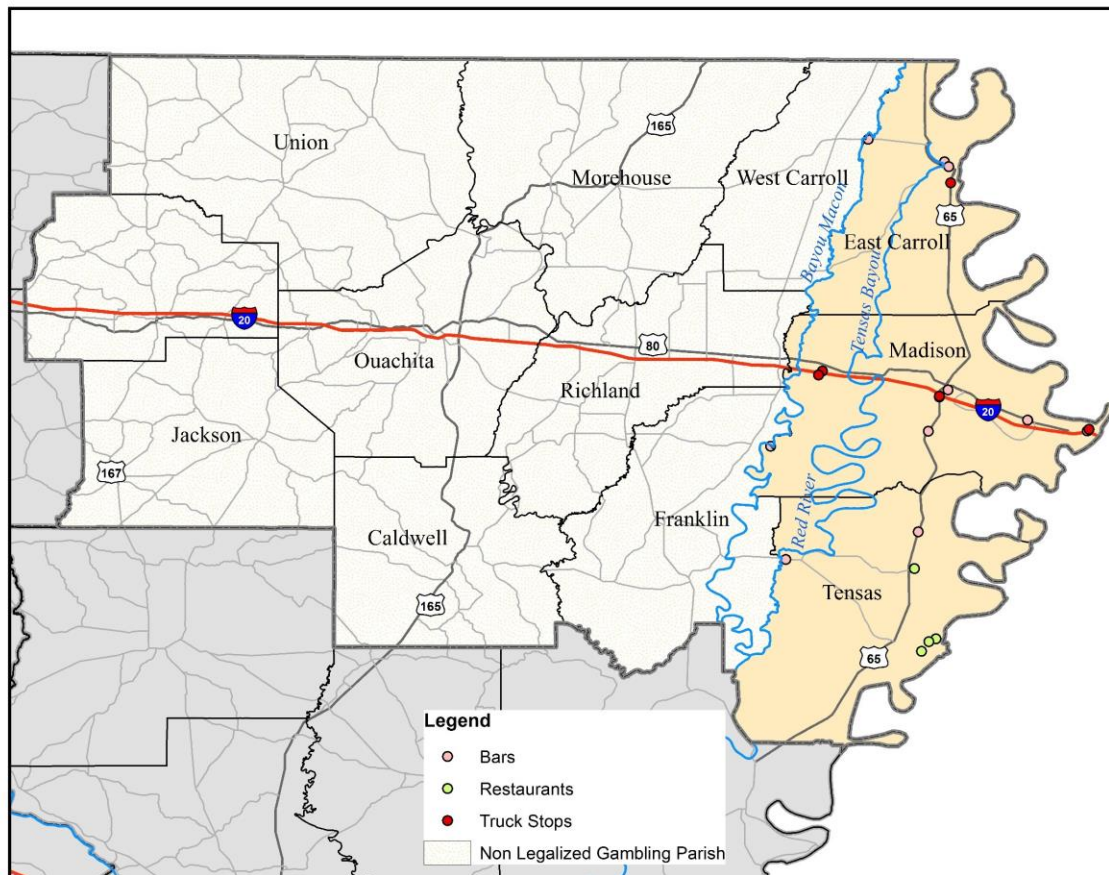 165
Union
Morehouse
West Carroll
Bayou Macon
65
East Carroll
Tensas Bayou
20
80
Madison
Ouachita
Richland
20
Jackson
167
Red River
Franklin
Caldwell
Tensas
165
65
Legend
Bars
Restaurants
Truck Stops
Non Legalized Gambling Parish